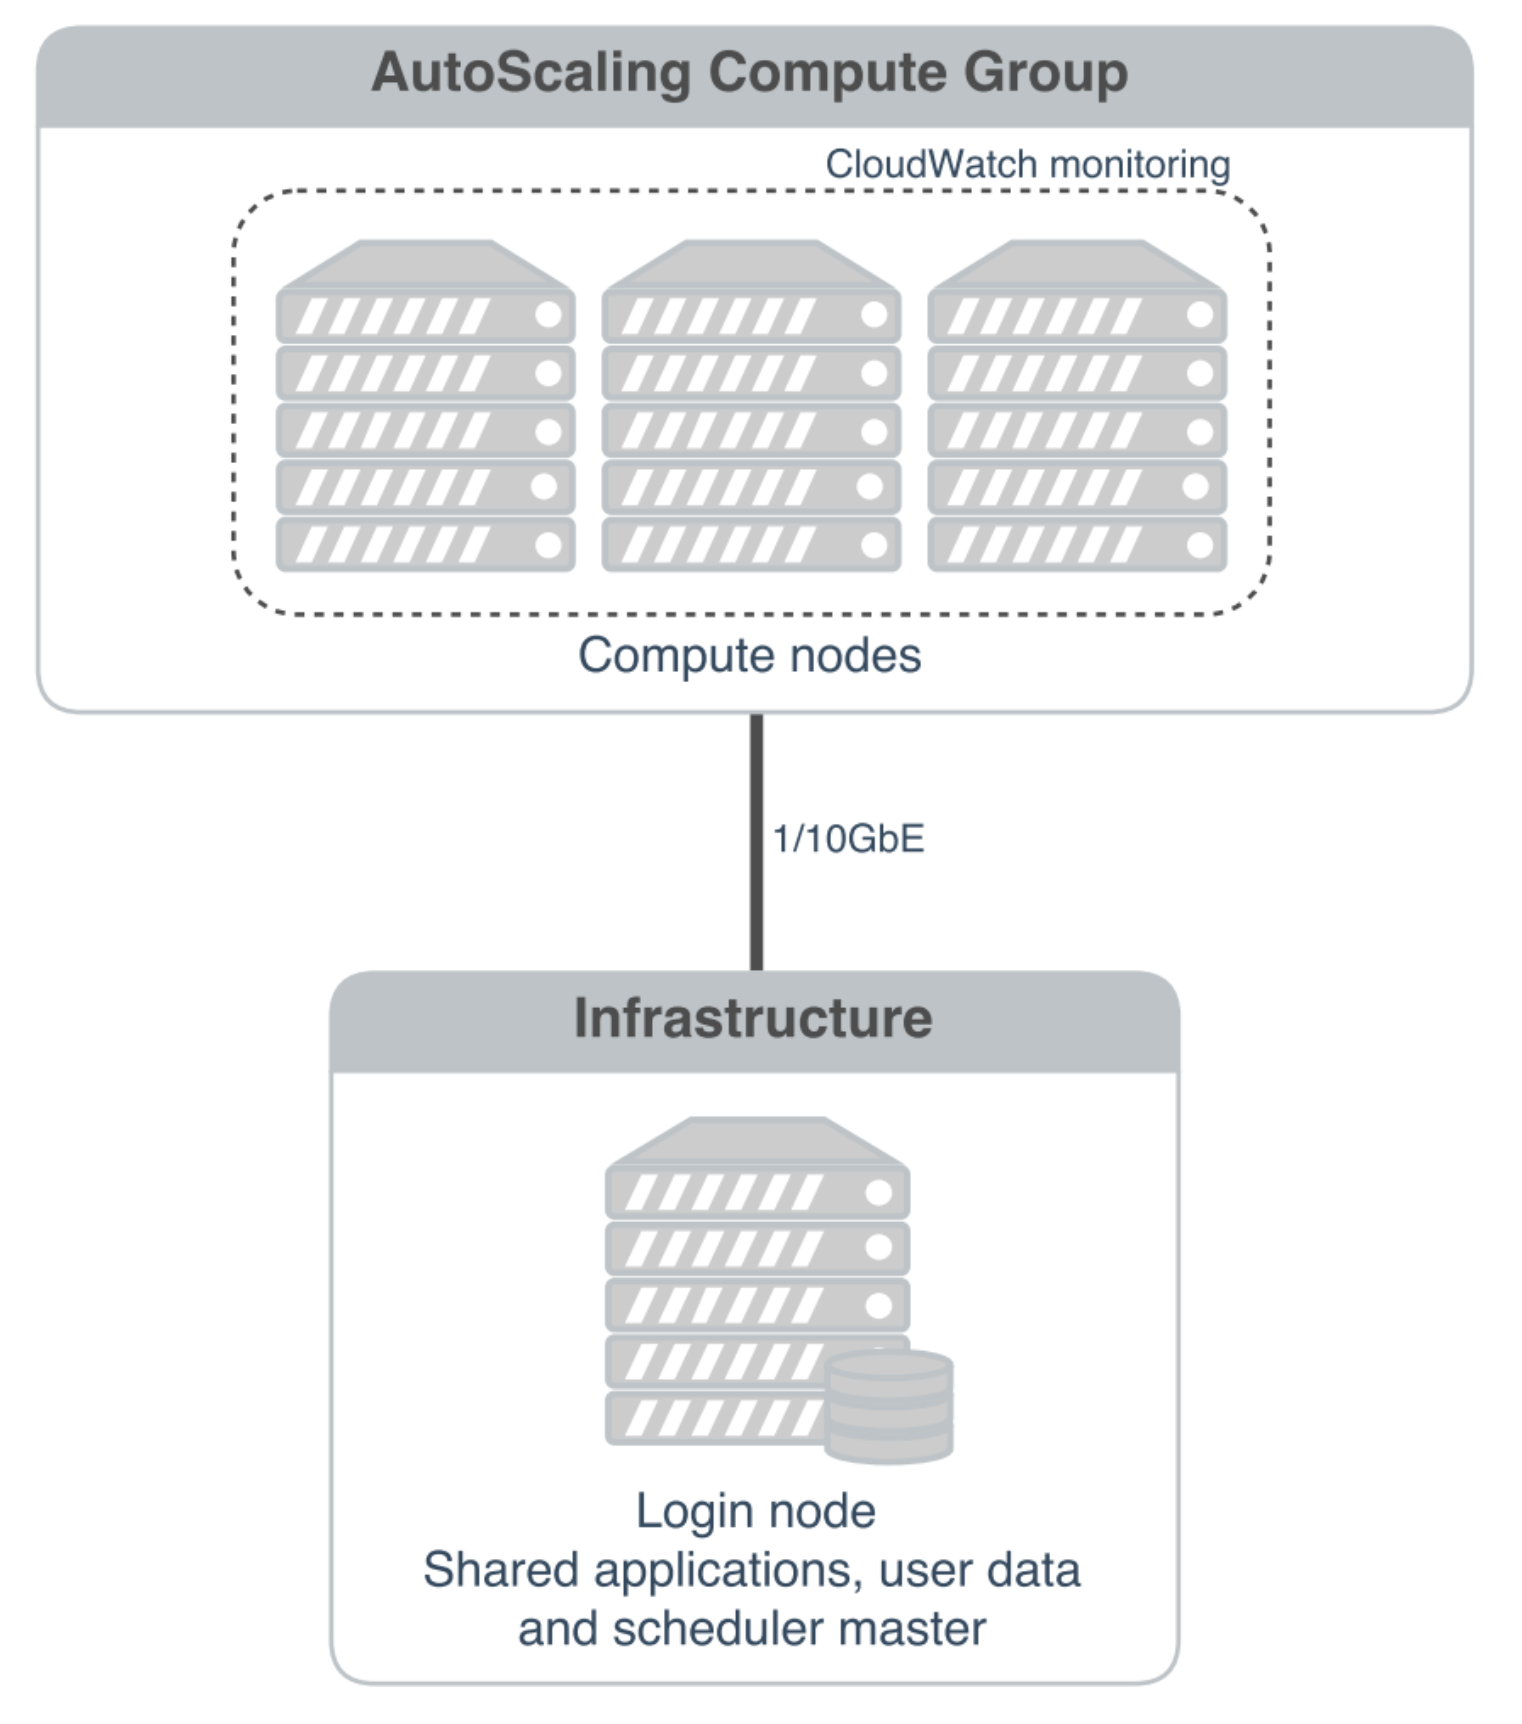 AutoScaling Compute Group
CloudWatch monitoring
Compute nodes
1/10GbE
Infrastructure
Login node
Shared applications, user data
and scheduler master